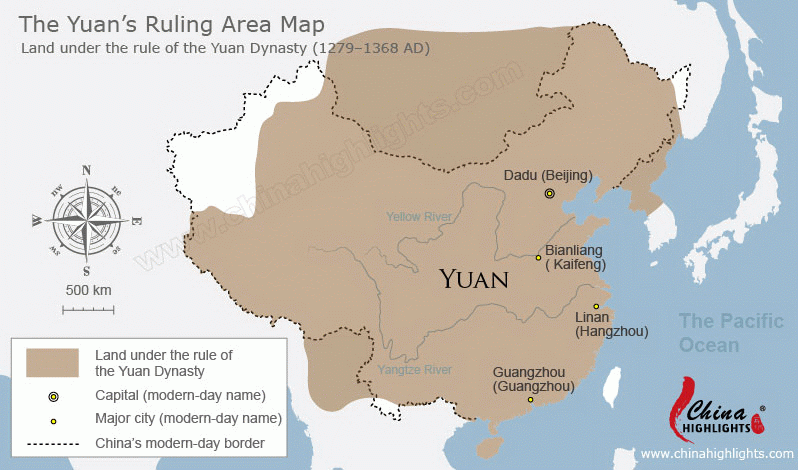 The Yuan's Ruling Area Map
Land under the rule of the Yuan Dynasty (1279–1368 AD)
www.chinahighlights.com
N
nw
ne
W
E
sw
se
S
500 km
Dadu (Beijing)
Yellow River
Bianliang
( Kaifeng)
YUAN
Linan
(Hangzhou)
The Pacific
Ocean
Yangtze River
Guangzhou
(Guangzhou)
Land under the rule of
the Yuan Dynasty
Capital (modern-day name)
Major city (modern-day name)
China's modern-day border
China
HIGHLIGHTS
®
www.chinahighlights.com